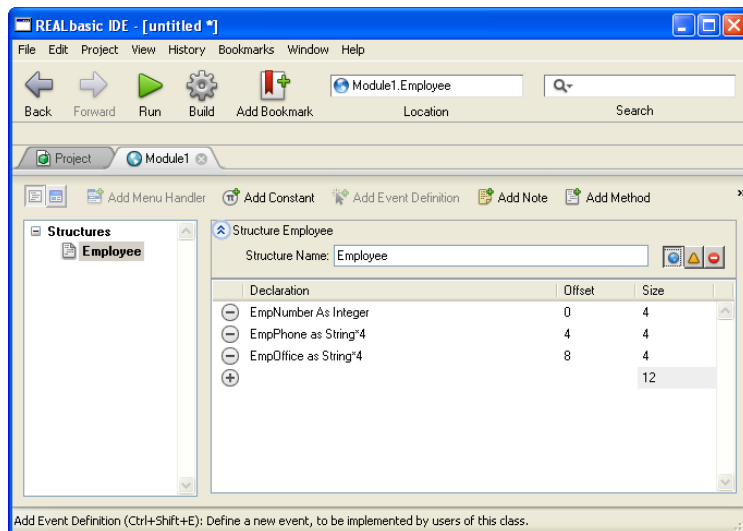 REALbasic IDE - [untitled *]
File Edit Project View History Bookmarks Window Help
Module1.Employee
Back Forward Run Build Add Bookmark Location Search
Project Module1
Add Menu Handler Add Constant Add Event Definition Add Note Add Method »
Structures
Employee
Structure Employee
Structure Name: Employee
Declaration Offset Size
EmpNumber As Integer 0 4
EmpPhone as String*4 4 4
EmpOffice as String*4 8 4
12
Add Event Definition (Ctrl+Shift+E): Define a new event, to be implemented by users of this class.